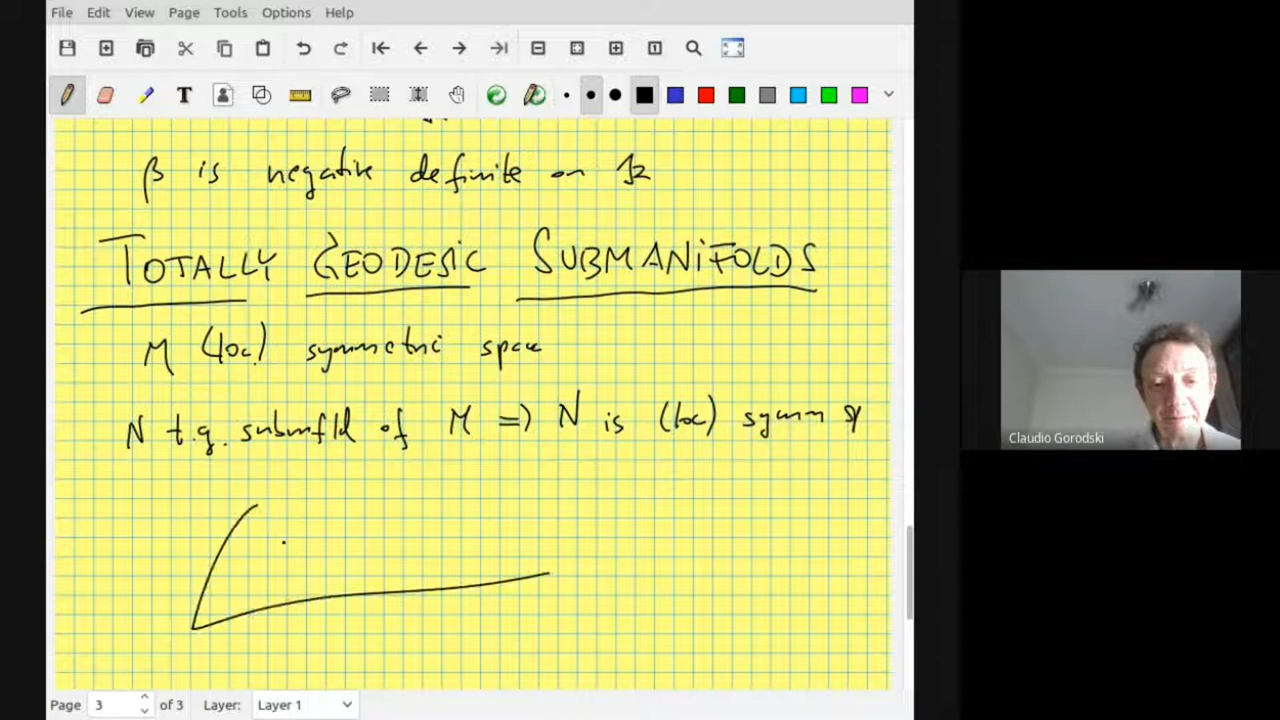 File Edit View Page Tools Options Help
β is negative definite on k
TOTALLY GEODESIC SUBMANIFOLDS
M (loc) symmetric space
N t.g. submfld of M => N is (loc) symm sp
Claudio Gorodski
Page 3 of 3 Layer: Layer 1